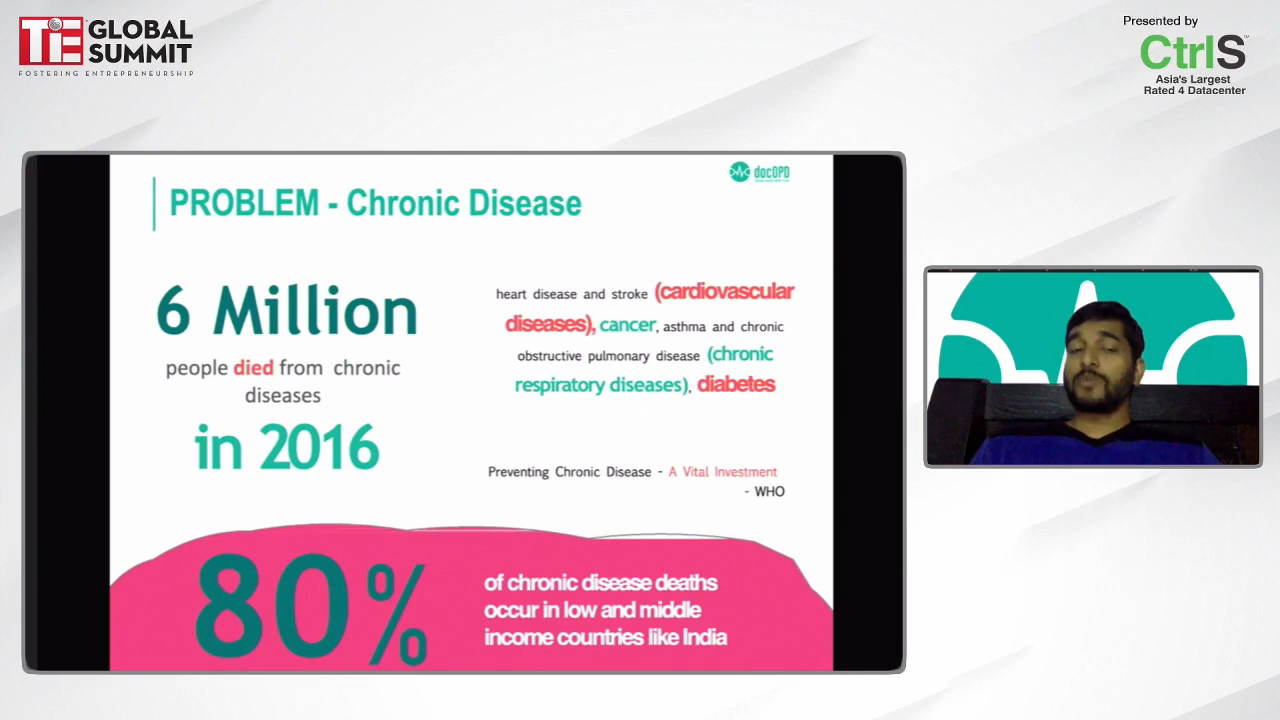 TiE GLOBAL
SUMMIT
FOSTERING ENTREPRENEURSHIP
Presented by
CtrlS™
Asia's Largest
Rated 4 Datacenter
docOPD
PROBLEM - Chronic Disease
6 Million
people died from chronic
diseases
in 2016
heart disease and stroke (cardiovascular
diseases), cancer, asthma and chronic
obstructive pulmonary disease (chronic
respiratory diseases), diabetes
Preventing Chronic Disease - A Vital Investment
- WHO
80%
of chronic disease deaths
occur in low and middle
income countries like India